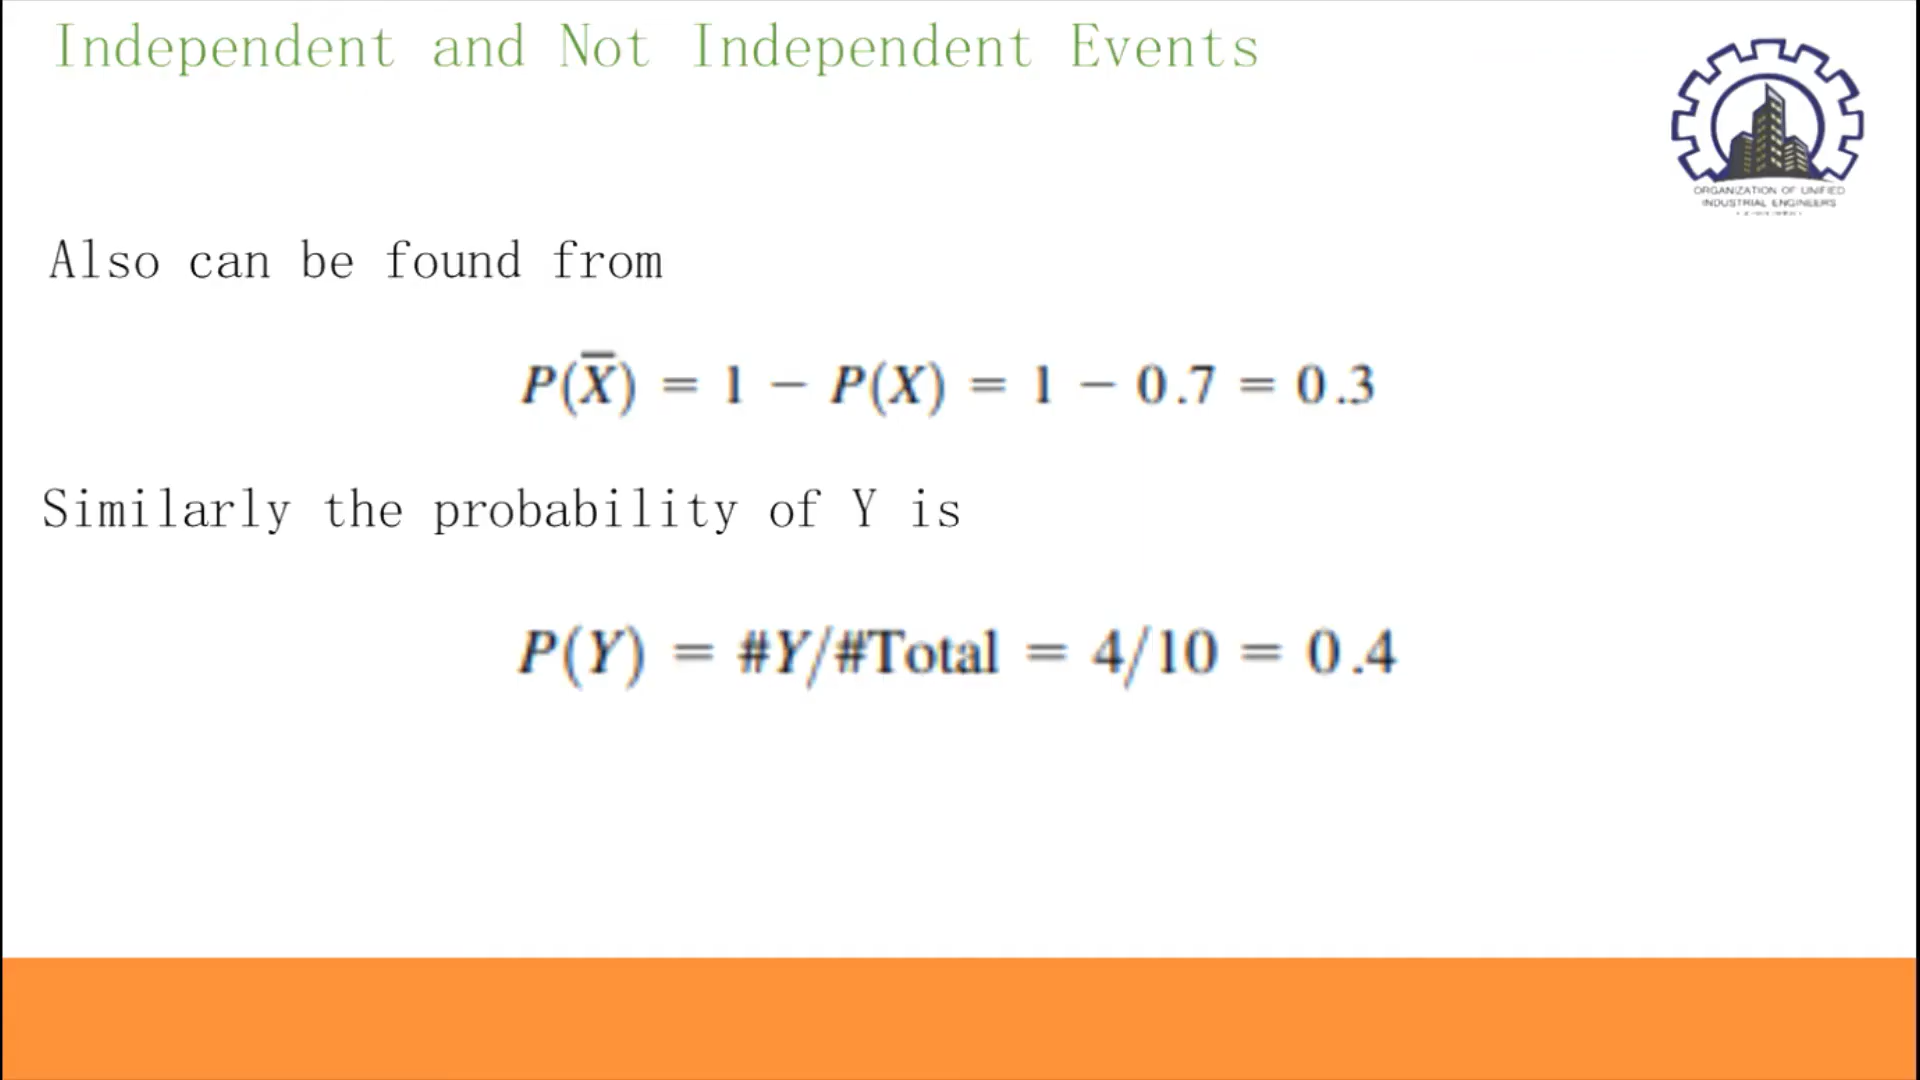 Independent and Not Independent Events
ORGANIZATION OF UNIFIED
INDUSTRIAL ENGINEERS
Also can be found from
P(X̅) = 1 − P(X) = 1 − 0.7 = 0.3
Similarly the probability of Y is
P(Y) = #Y/#Total = 4/10 = 0.4